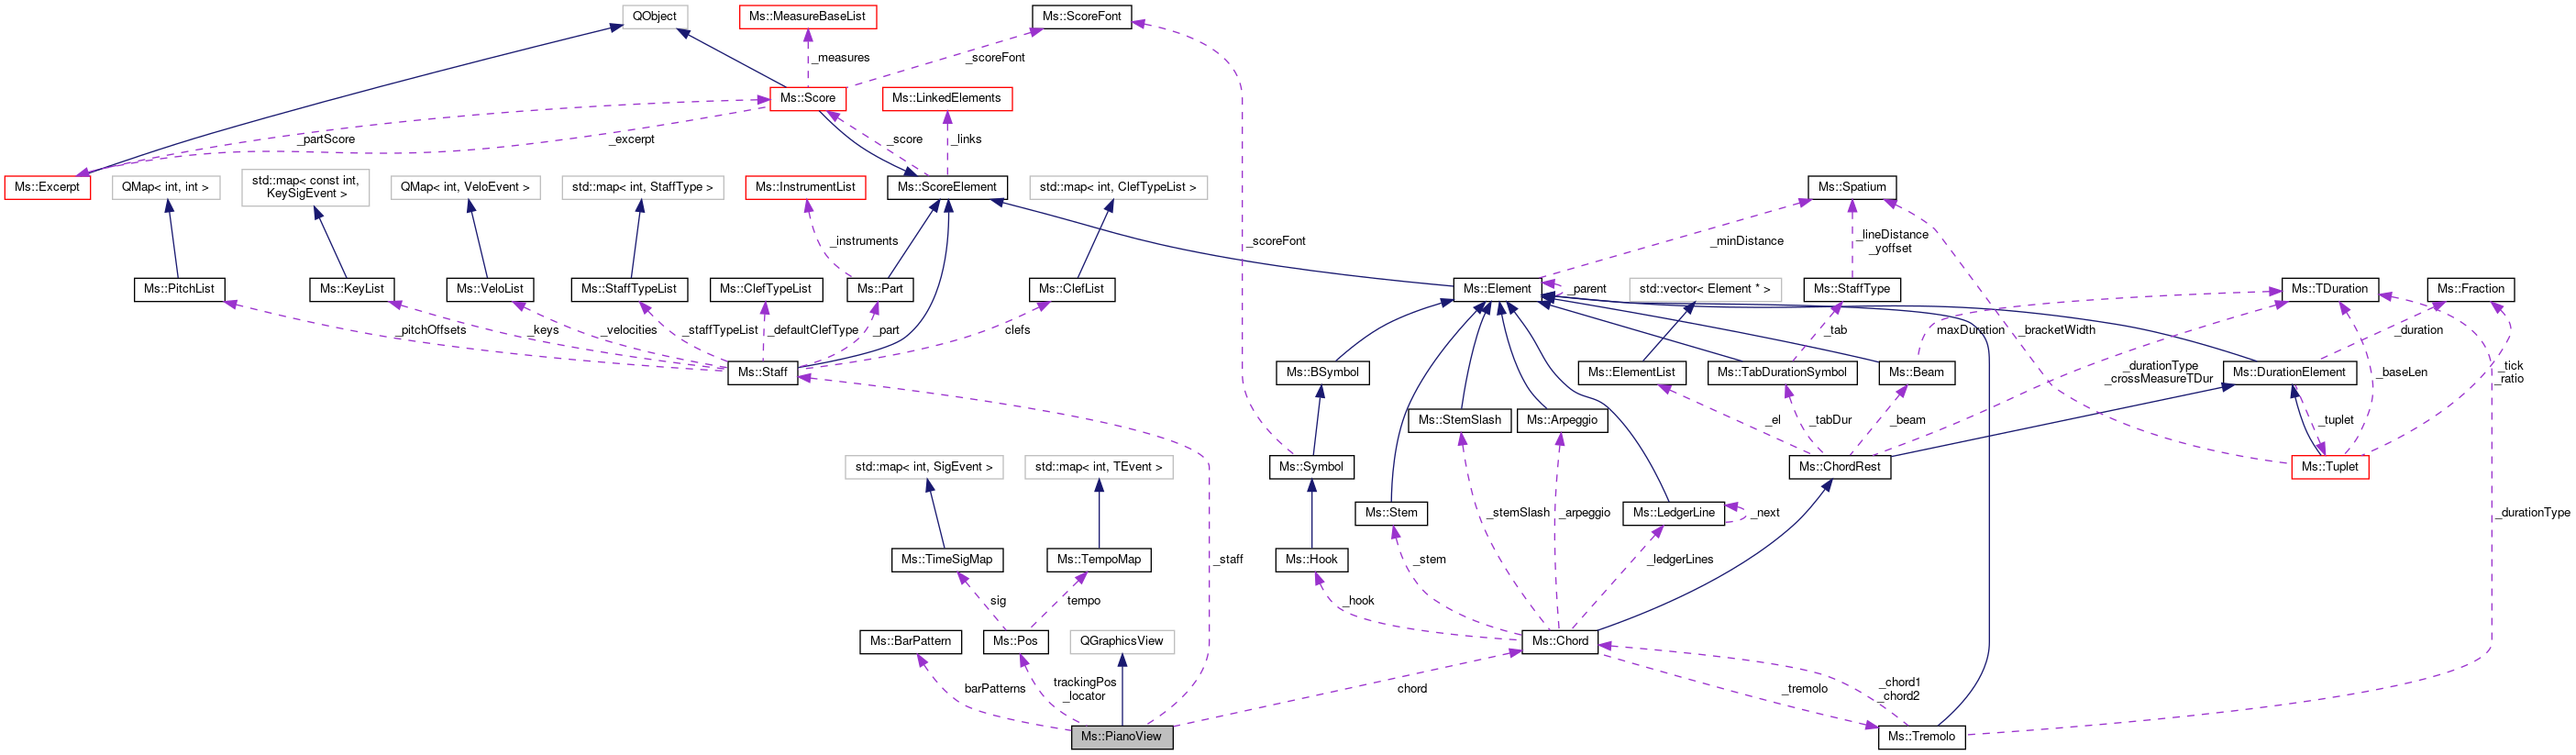 QObject
Ms::MeasureBaseList
Ms::ScoreFont
_measures
_scoreFont
Ms::Score
Ms::LinkedElements
_partScore
_excerpt
_score
_links
Ms::Excerpt
QMap< int, int >
std::map< const int,
KeySigEvent >
QMap< int, VeloEvent >
std::map< int, StaffType >
Ms::InstrumentList
Ms::ScoreElement
std::map< int, ClefTypeList >
Ms::Spatium
_instruments
_scoreFont
_minDistance
_lineDistance
_yoffset
Ms::PitchList
Ms::KeyList
Ms::VeloList
Ms::StaffTypeList
Ms::ClefTypeList
Ms::Part
Ms::ClefList
Ms::Element
_parent
std::vector< Element * >
Ms::StaffType
Ms::TDuration
Ms::Fraction
_pitchOffsets
_keys
_velocities
_staffTypeList
_defaultClefType
_part
clefs
_tab
maxDuration
_bracketWidth
_duration
Ms::Staff
Ms::BSymbol
Ms::ElementList
Ms::TabDurationSymbol
Ms::Beam
_durationType
_crossMeasureTDur
Ms::DurationElement
_baseLen
_tick
_ratio
Ms::StemSlash
Ms::Arpeggio
_el
_tabDur
_beam
_tuplet
std::map< int, SigEvent >
std::map< int, TEvent >
Ms::Symbol
Ms::ChordRest
Ms::Tuplet
Ms::Stem
_stemSlash
_arpeggio
Ms::LedgerLine
_next
_durationType
Ms::TimeSigMap
Ms::TempoMap
_staff
Ms::Hook
_stem
_ledgerLines
sig
tempo
_hook
Ms::BarPattern
Ms::Pos
QGraphicsView
Ms::Chord
barPatterns
trackingPos
_locator
chord
_tremolo
_chord1
_chord2
Ms::PianoView
Ms::Tremolo